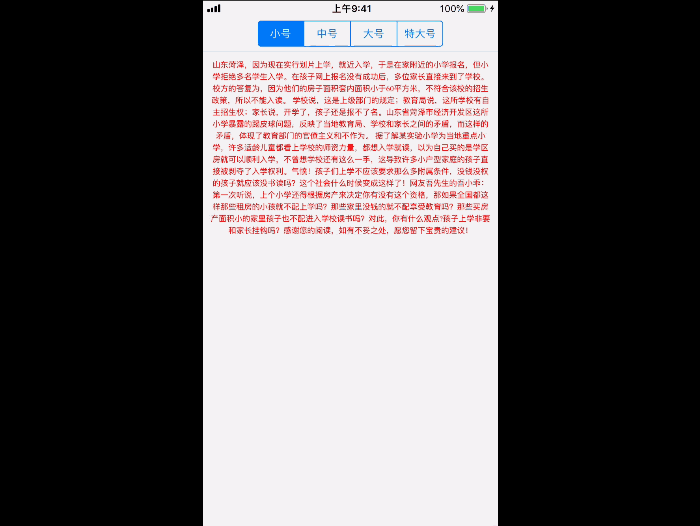 上午9:41
100%
小号 中号 大号 特大号
山东菏泽，因为现在实行划片上学，就近入学，于是在家附近的小学报名，但小
学拒绝多名学生入学。在孩子网上报名没有成功后，多位家长直接来到了学校。
校方的答复为，因为他们的房子面积套内面积小于60平方米，不符合该校的招生
政策，所以不能入读。 学校说，这是上级部门的规定；教育局说，这所学校有自
主招生权；家长说，开学了，孩子还是报不了名。山东省菏泽市经济开发区这所
小学暴露的踢皮球问题，反映了当地教育局、学校和家长之间的矛盾，而这样的
矛盾，体现了教育部门的官僚主义和不作为。 据了解某实验小学为当地重点小
学，许多适龄儿童都看上学校的师资力量，都想入学就读，以为自己买的是学区
房就可以顺利入学，不曾想学校还有这么一手，这导致许多小户型家庭的孩子直
接被剥夺了入学权利。气愤！孩子们上学不应该要求那么多附属条件，没钱没权
的孩子就应该没书读吗？这个社会什么时候变成这样了！网友吾先生的吾小乖：
第一次听说，上个小学还得根据房产来决定你有没有这个资格，那如果全国都这
样那些租房的小孩就不配上学吗？那些家里没钱的就不配享受教育吗？那些买房
产面积小的家里孩子也不配进入学校读书吗？对此，你有什么观点?孩子上学非要
和家长挂钩吗？感谢您的阅读，如有不妥之处，愿您留下宝贵的建议！